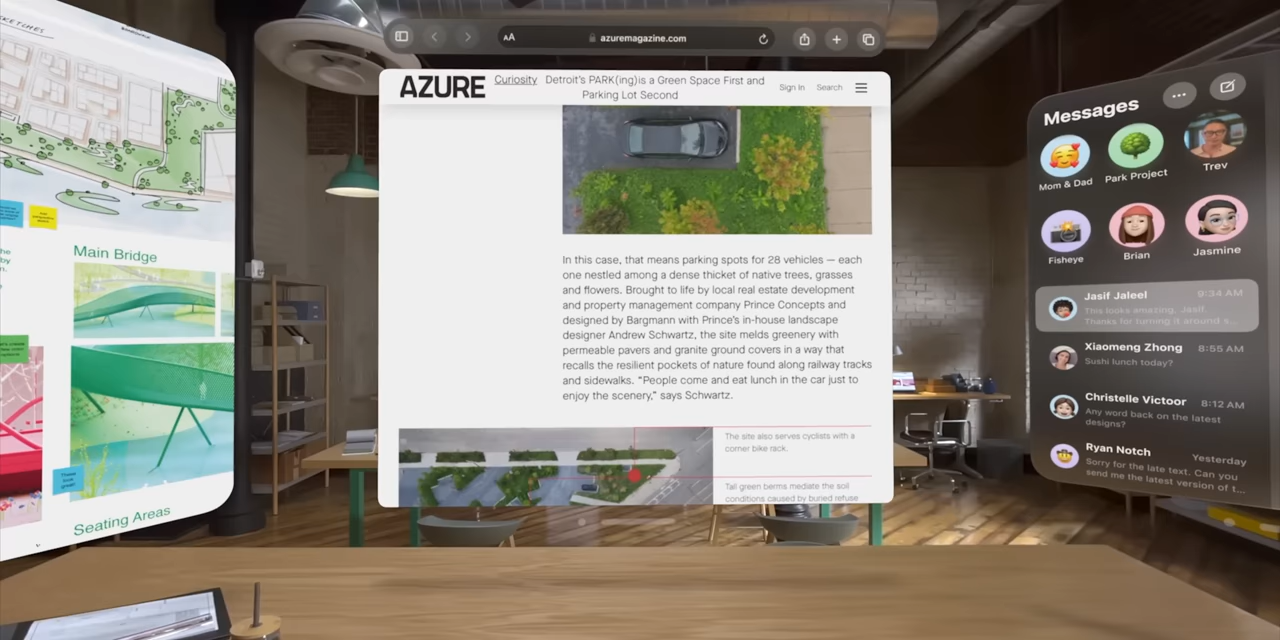 SKETCHES
Main Bridge
Seating Areas
AA
azuremagazine.com
AZURE
Curiosity
Detroit's PARK(ing)is a Green Space First and
Parking Lot Second
Sign In
Search
In this case, that means parking spots for 28 vehicles — each
one nestled among a dense thicket of native trees, grasses
and flowers. Brought to life by local real estate development
and property management company Prince Concepts and
designed by Bargmann with Prince's in-house landscape
designer Andrew Schwartz, the site melds greenery with
permeable pavers and granite ground covers in a way that
recalls the resilient pockets of nature found along railway tracks
and sidewalks. “People come and eat lunch in the car just to
enjoy the scenery,” says Schwartz.
The site also serves cyclists with a
corner bike rack.
Tall green berms mediate the soil
conditions caused by buried refuse
Messages
Mom & Dad
Park Project
Trev
Fisheye
Brian
Jasmine
Jasif Jaleel
9:34 AM
This looks amazing, Jasif.
Thanks for turning it around s...
Xiaomeng Zhong
8:55 AM
Sushi lunch today?
Christelle Victoor
8:12 AM
Any word back on the latest
designs?
Ryan Notch
Yesterday
Sorry for the late text. Can you
send me the latest version of t...